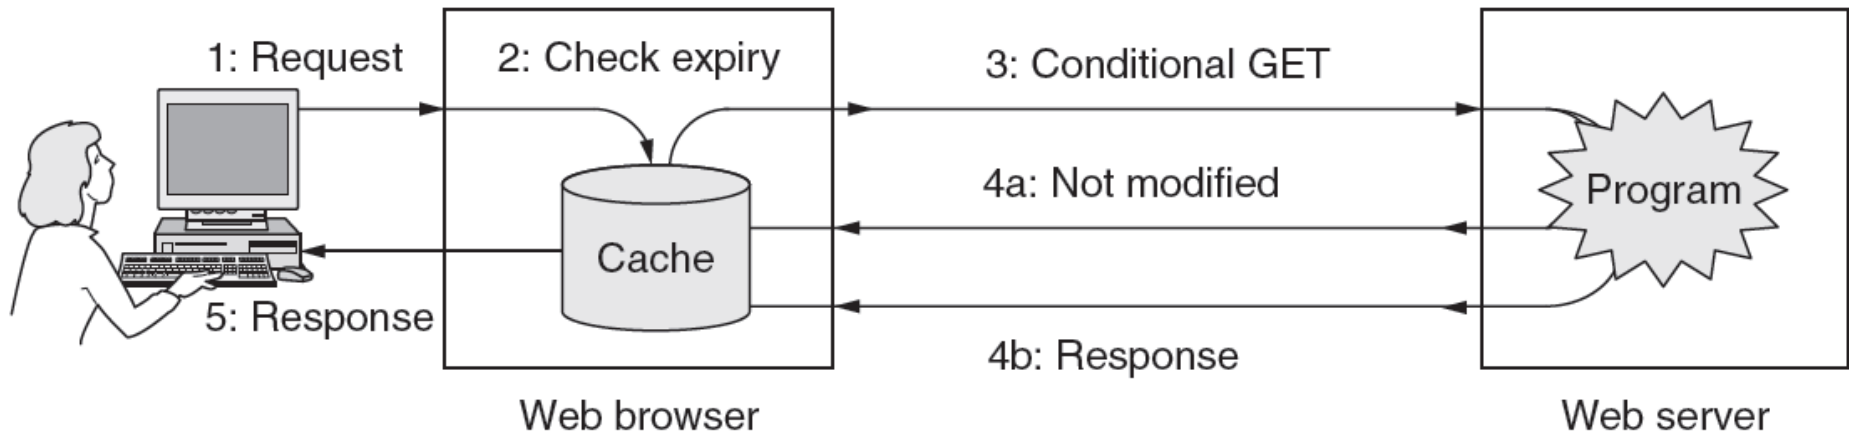 1: Request
2: Check expiry
3: Conditional GET
4a: Not modified
Program
Cache
5: Response
4b: Response
Web browser
Web server